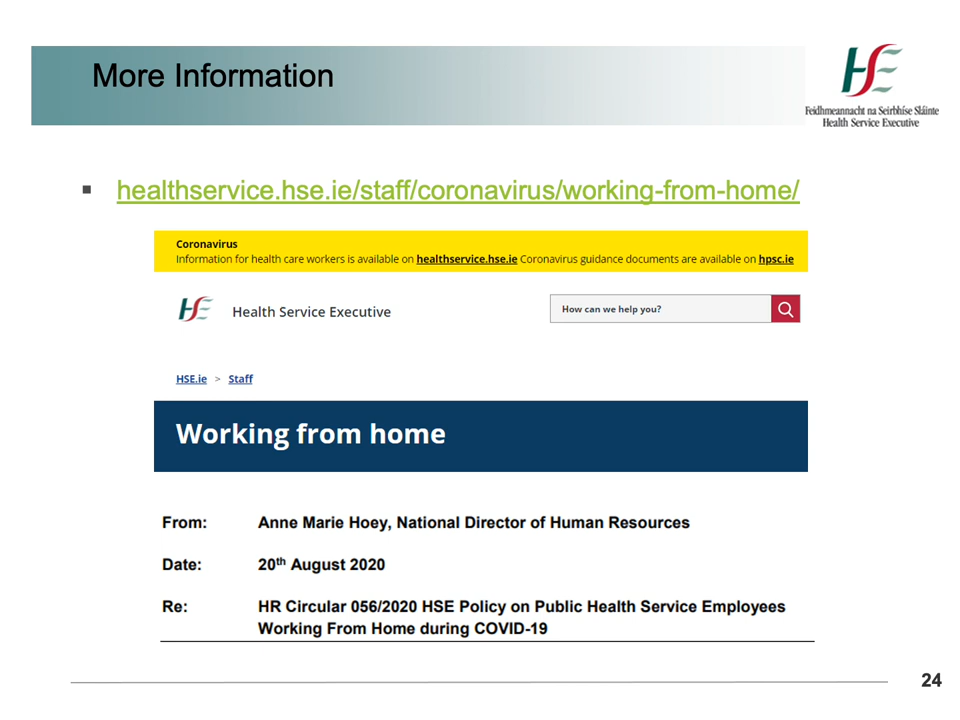 More Information
Feidhmeannacht na Seirbhíse Sláinte
Health Service Executive
▪ healthservice.hse.ie/staff/coronavirus/working-from-home/
Coronavirus
Information for health care workers is available on healthservice.hse.ie Coronavirus guidance documents are available on hpsc.ie
Health Service Executive
How can we help you?
HSE.ie > Staff
Working from home
From: Anne Marie Hoey, National Director of Human Resources
Date: 20th August 2020
Re: HR Circular 056/2020 HSE Policy on Public Health Service Employees
Working From Home during COVID-19
24